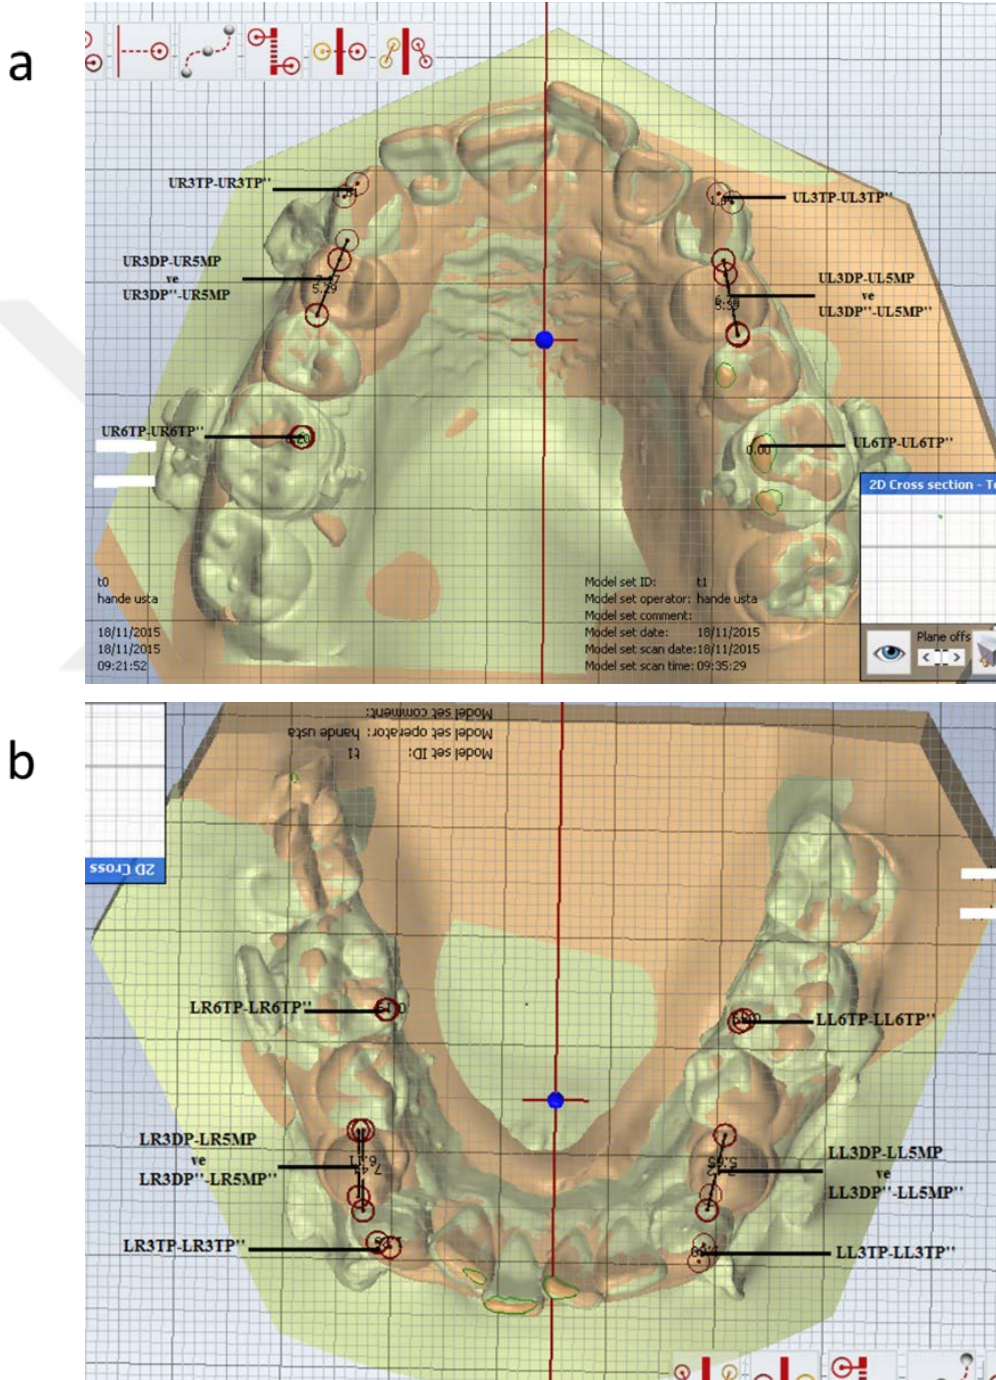 a
UR3TP-UR3TP''
UL3TP-UL3TP''
UR3DP-UR5MP
ve
UR3DP''-UR5MP
5.29
UL3DP-UL5MP
ve
UL3DP''-UL5MP''
UR6TP-UR6TP''
UL6TP-UL6TP''
0.00
2D Cross section - To
t0
hande usta
18/11/2015
18/11/2015
09:21:52
Model set ID: t1
Model set operator: hande usta
Model set comment:
Model set date: 18/11/2015
Model set scan date:18/11/2015
Model set scan time: 09:35:29
Plane offs
b
Model set comment:
Model set operator: hande usta
Model set ID: t1
2D Cross
LR6TP-LR6TP''
LL6TP-LL6TP''
LR3DP-LR5MP
ve
LR3DP''-LR5MP''
LL3DP-LL5MP
ve
LL3DP''-LL5MP''
LR3TP-LR3TP''
LL3TP-LL3TP''